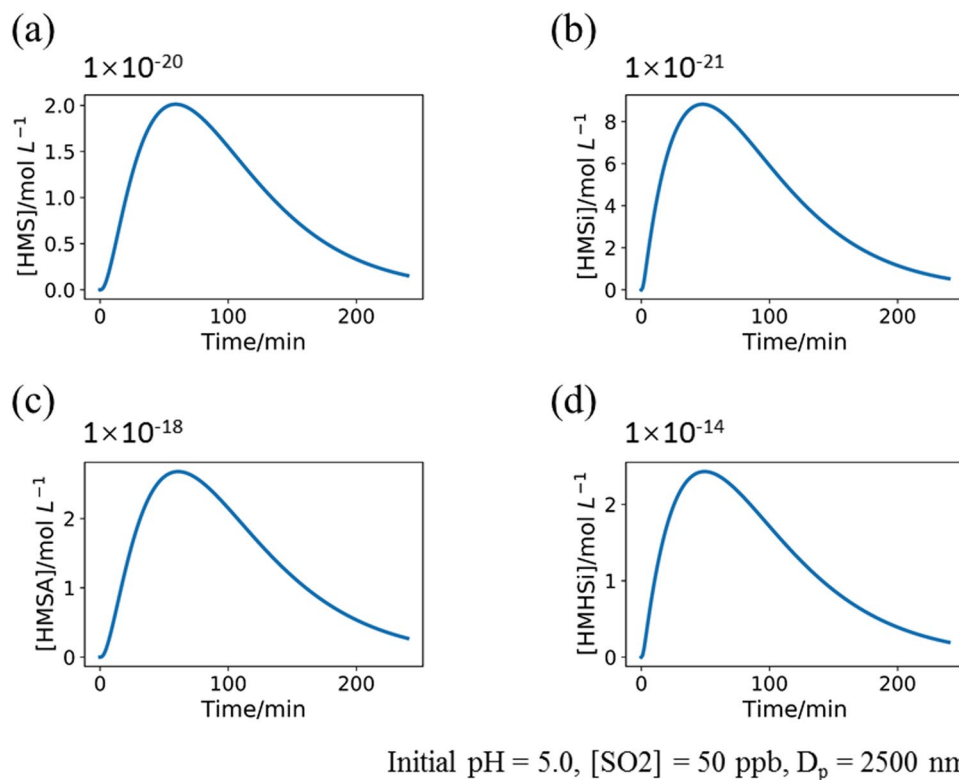 (a)
1×10⁻²⁰
2.0
1.5
1.0
0.5
0.0
[HMS]/mol L⁻¹
0 100 200
Time/min
(b)
1×10⁻²¹
8
6
4
2
0
[HMSi]/mol L⁻¹
0 100 200
Time/min
(c)
1×10⁻¹⁸
2
1
0
[HMSA]/mol L⁻¹
0 100 200
Time/min
(d)
1×10⁻¹⁴
2
1
0
[HMHSi]/mol L⁻¹
0 100 200
Time/min
Initial pH = 5.0, [SO2] = 50 ppb, Dₚ = 2500 nm